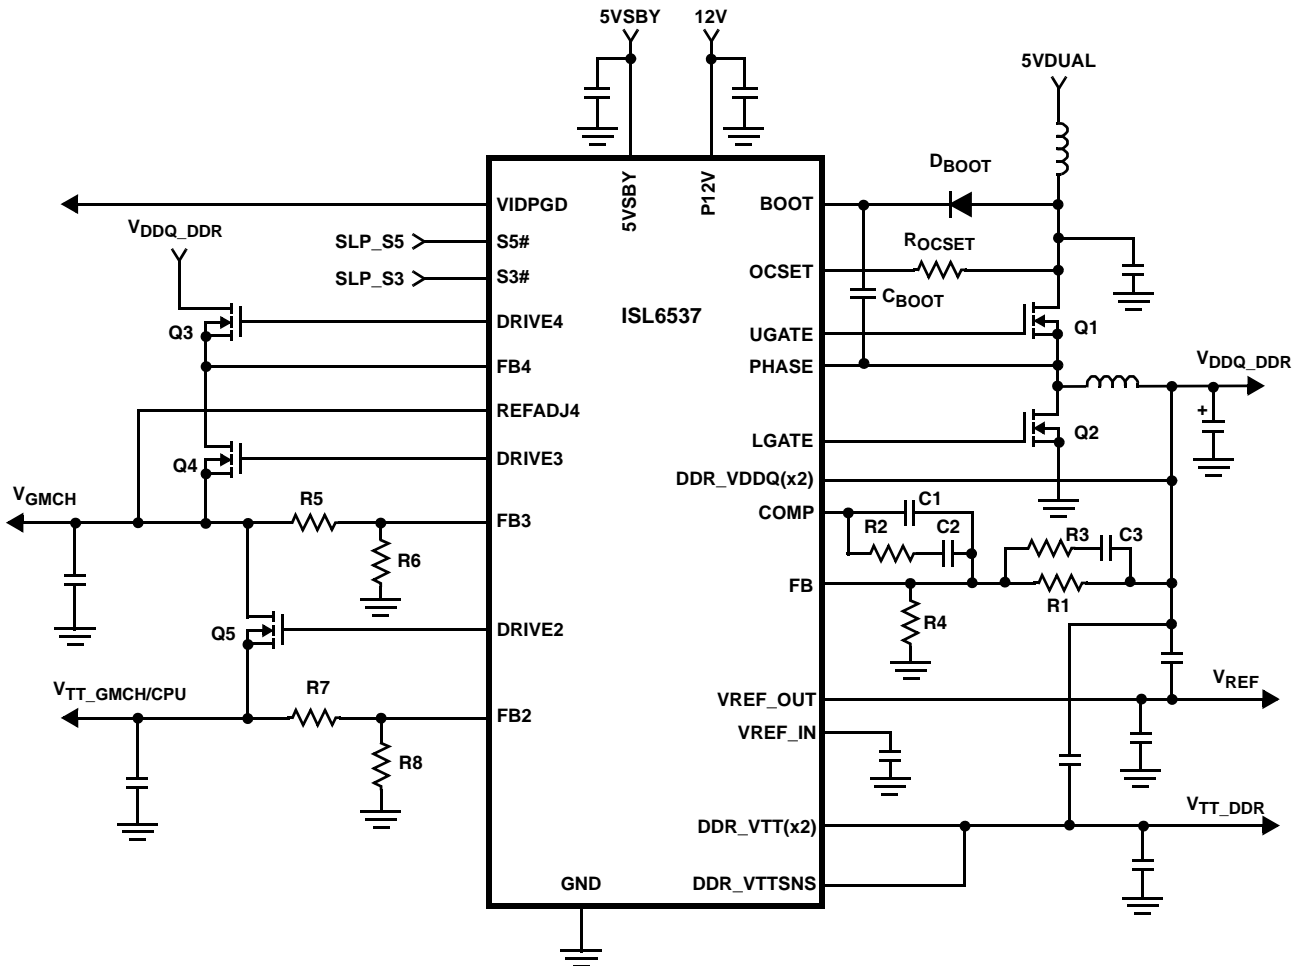 5VSBY 12V
5VDUAL
5VSBY
P12V
DBOOT
VIDPGD
BOOT
VDDQ_DDR
SLP_S5
S5#
ROCSET
SLP_S3
S3#
OCSET
CBOOT
ISL6537
Q3
DRIVE4
UGATE
Q1
FB4
PHASE
VDDQ_DDR
REFADJ4
+
Q4
DRIVE3
LGATE
Q2
DDR_VDDQ(x2)
VGMCH
R5
FB3
COMP
C1
R2
C2
R3
C3
R6
FB
R1
R4
Q5
DRIVE2
VTT_GMCH/CPU
R7
FB2
VREF_OUT
VREF
VREF_IN
R8
DDR_VTT(x2)
VTT_DDR
GND
DDR_VTTSNS